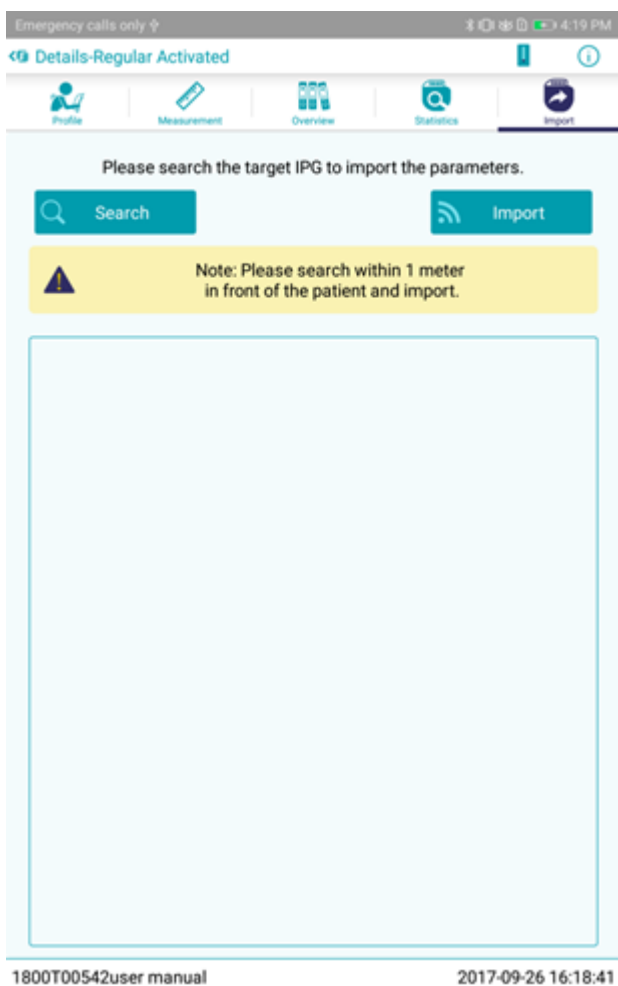 Emergency calls only
4:19 PM
Details-Regular Activated
Profile
Measurement
Overview
Statistics
Import
Please search the target IPG to import the parameters.
Search
Import
Note: Please search within 1 meter
in front of the patient and import.
1800T00542user manual
2017-09-26 16:18:41